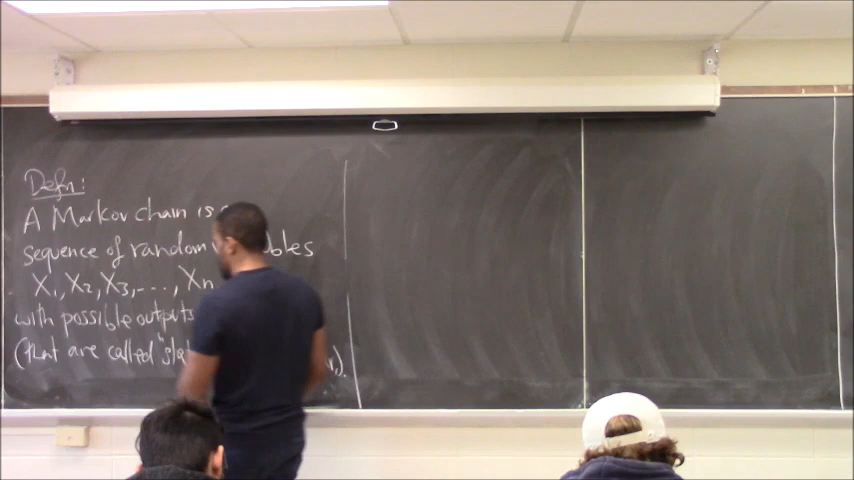 Defn:
A Markov chain is a
sequence of random
X₁, X₂, X₃, ..., Xn
with possible outputs
(that are called